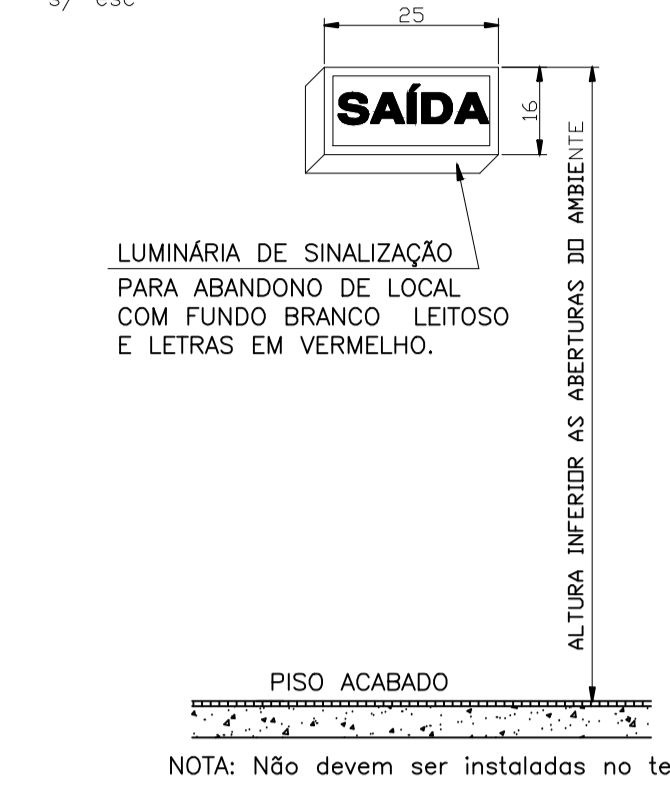 s/ esc
25
SAÍDA
16
ALTURA INFERIOR AS ABERTURAS DO AMBIENTE
LUMINÁRIA DE SINALIZAÇÃO
PARA ABANDONO DE LOCAL
COM FUNDO BRANCO LEITOSO
E LETRAS EM VERMELHO.
PISO ACABADO
NOTA: Não devem ser instaladas no te